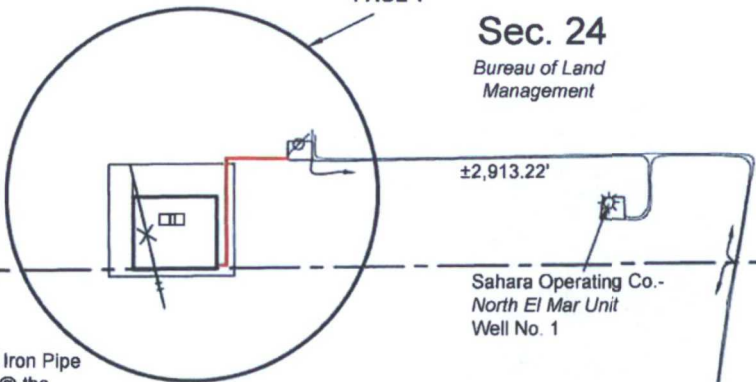 Sec. 24
Bureau of Land
Management
±2,913.22'
Sahara Operating Co.-
North El Mar Unit
Well No. 1
Iron Pipe
@ the